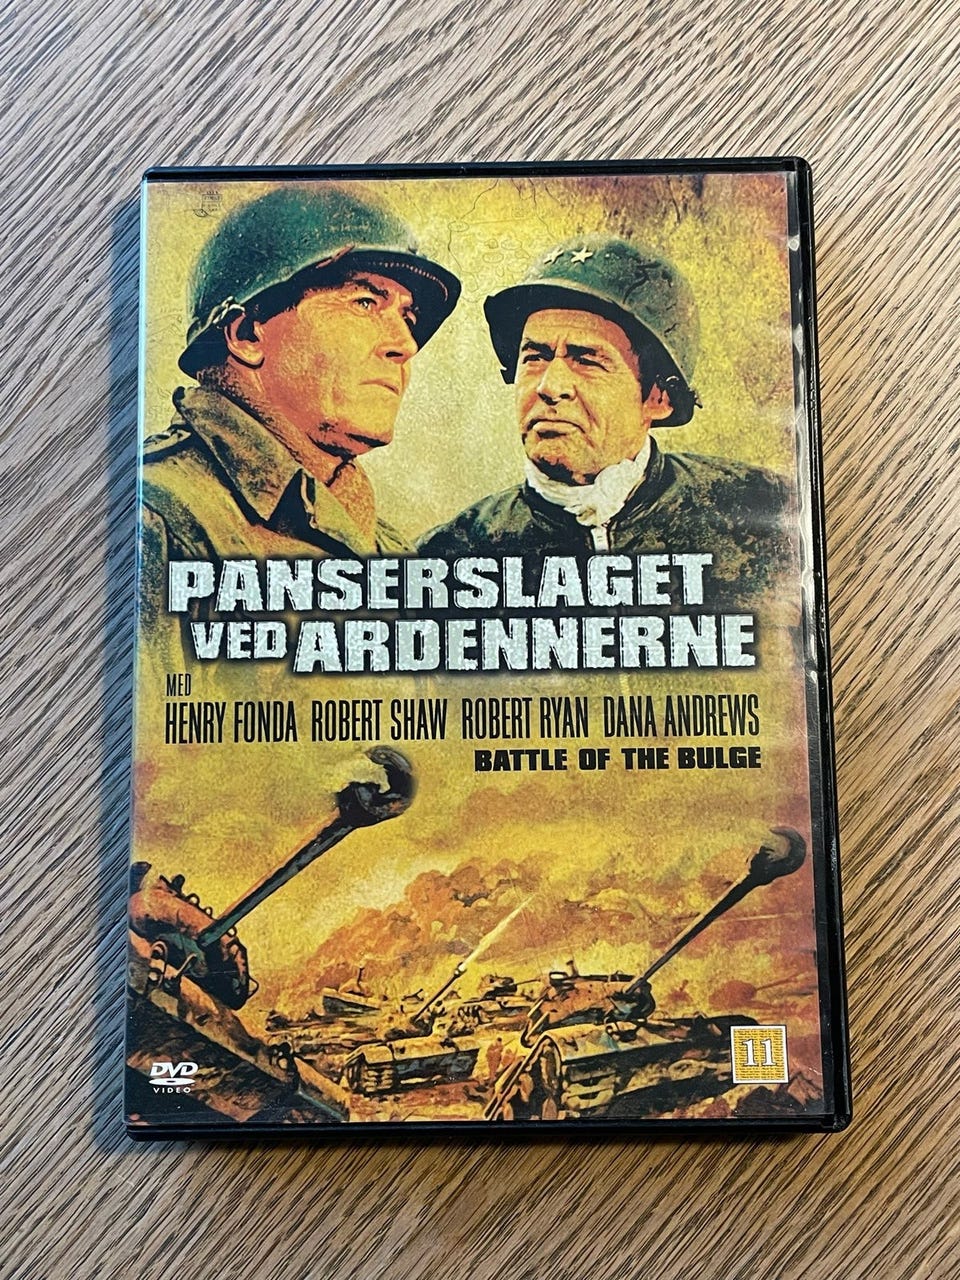 PANSERSLAGET
VED ARDENNERNE
MED
HENRY FONDA ROBERT SHAW ROBERT RYAN DANA ANDREWS
BATTLE OF THE BULGE
DVD
VIDEO
11